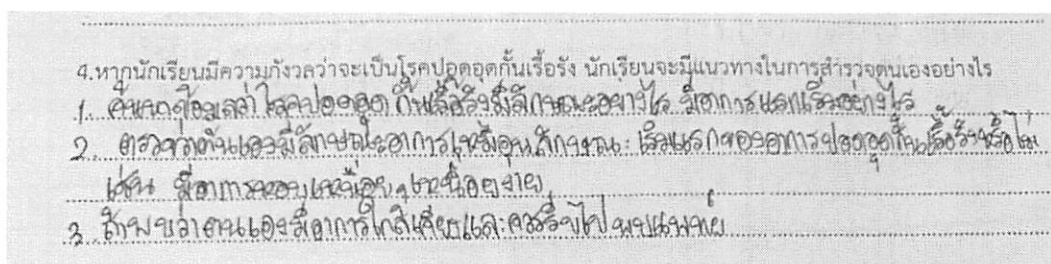 4.หากนักเรียนมีความกังวลว่าจะเป็นโรคปอดอุดกั้นเรื้อรัง นักเรียนจะมีแนวทางในการสำรวจตนเองอย่างไร
1. ค้นหาข้อมูลว่าโรคปอดอุดกั้นเรื้อรังมีลักษณะอย่างไร มีอาการแรกเริ่มอย่างไร
2. ตรวจว่าตนเองมีลักษณะอาการเหมือนลักษณะเริ่มแรกของอาการปอดอุดกั้นเรื้อรังหรือไม่
เช่น มีอาการหอบเหนื่อย, เหนื่อยง่าย
3 ถ้าพบว่าตนเองมีอาการใกล้เคียงและควรรีบไปพบแพทย์